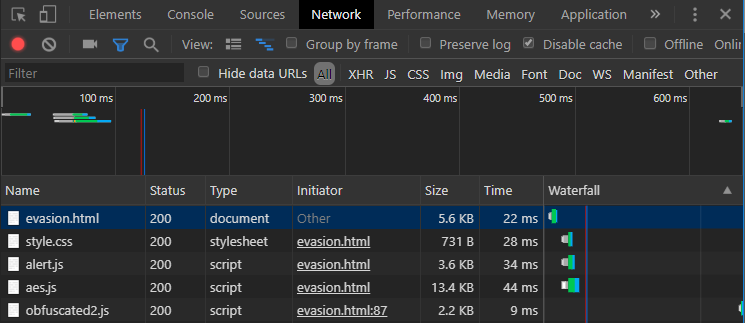 Elements Console Sources Network Performance Memory Application »
View: Group by frame Preserve log Disable cache Offline Onli
Filter Hide data URLs All XHR JS CSS Img Media Font Doc WS Manifest Other
100 ms 200 ms 300 ms 400 ms 500 ms 600 ms
Name Status Type Initiator Size Time Waterfall
evasion.html 200 document Other 5.6 KB 22 ms
style.css 200 stylesheet evasion.html 731 B 28 ms
alert.js 200 script evasion.html 3.6 KB 34 ms
aes.js 200 script evasion.html 13.4 KB 44 ms
obfuscated2.js 200 script evasion.html:87 2.2 KB 9 ms